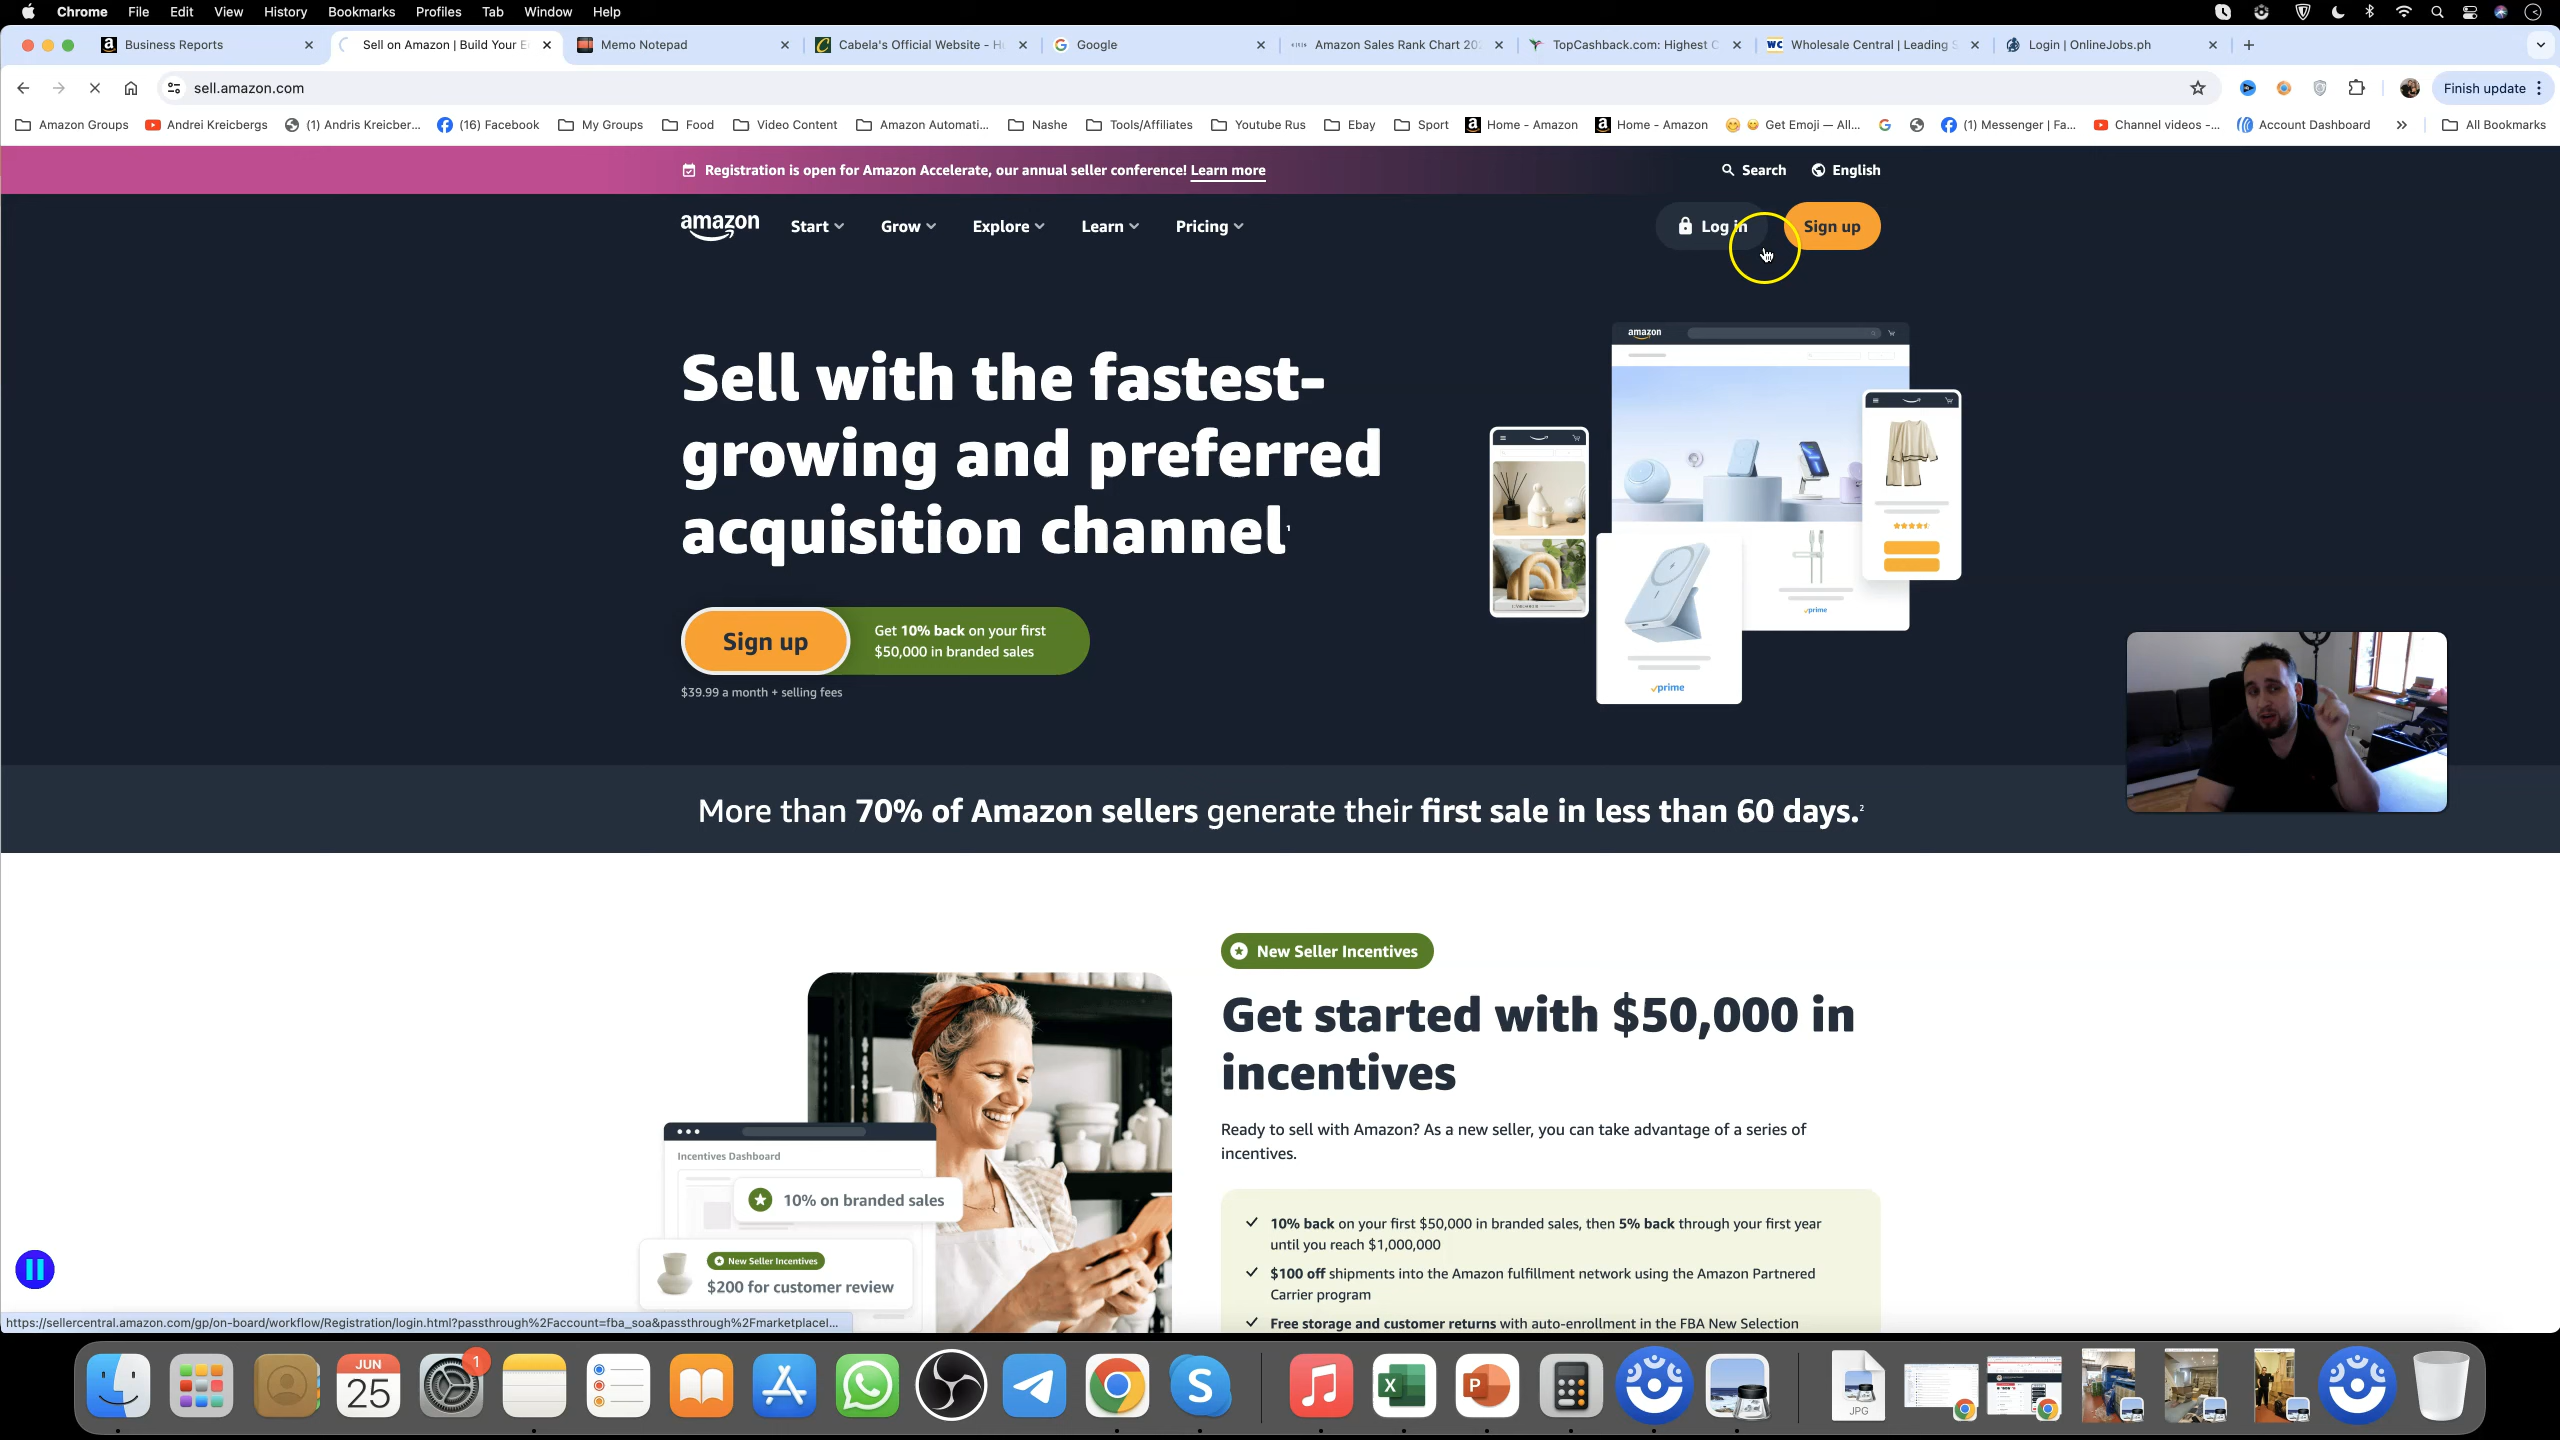 Chrome File Edit View History Bookmarks Profiles Tab Window Help
Business Reports
Sell on Amazon | Build Your E
Memo Notepad
Cabela's Official Website - H
Google
Amazon Sales Rank Chart 20
TopCashback.com: Highest C
WC Wholesale Central | Leading S
Login | OnlineJobs.ph
sell.amazon.com
Finish update
Amazon Groups
Andrei Kreicbergs
(1) Andris Kreicber...
(16) Facebook
My Groups
Food
Video Content
Amazon Automati...
Nashe
Tools/Affiliates
Youtube Rus
Ebay
Sport
Home - Amazon
Home - Amazon
Get Emoji — All...
(1) Messenger | Fa...
Channel videos -...
Account Dashboard
All Bookmarks
Registration is open for Amazon Accelerate, our annual seller conference! Learn more
Search
English
amazon
Start
Grow
Explore
Learn
Pricing
Log in
Sign up
Sell with the fastest-
growing and preferred
acquisition channel¹
amazon
prime
prime
Sign up
Get 10% back on your first
$50,000 in branded sales
$39.99 a month + selling fees
More than 70% of Amazon sellers generate their first sale in less than 60 days.²
New Seller Incentives
Get started with $50,000 in
incentives
Ready to sell with Amazon? As a new seller, you can take advantage of a series of
incentives.
Incentives Dashboard
10% on branded sales
New Seller Incentives
$200 for customer review
10% back on your first $50,000 in branded sales, then 5% back through your first year
until you reach $1,000,000
$100 off shipments into the Amazon fulfillment network using the Amazon Partnered
Carrier program
Free storage and customer returns with auto-enrollment in the FBA New Selection
https://sellercentral.amazon.com/gp/on-board/workflow/Registration/login.html?passthrough%2Faccount=fba_soa&passthrough%2Fmarketplacel...
JUN
25
1
JPG